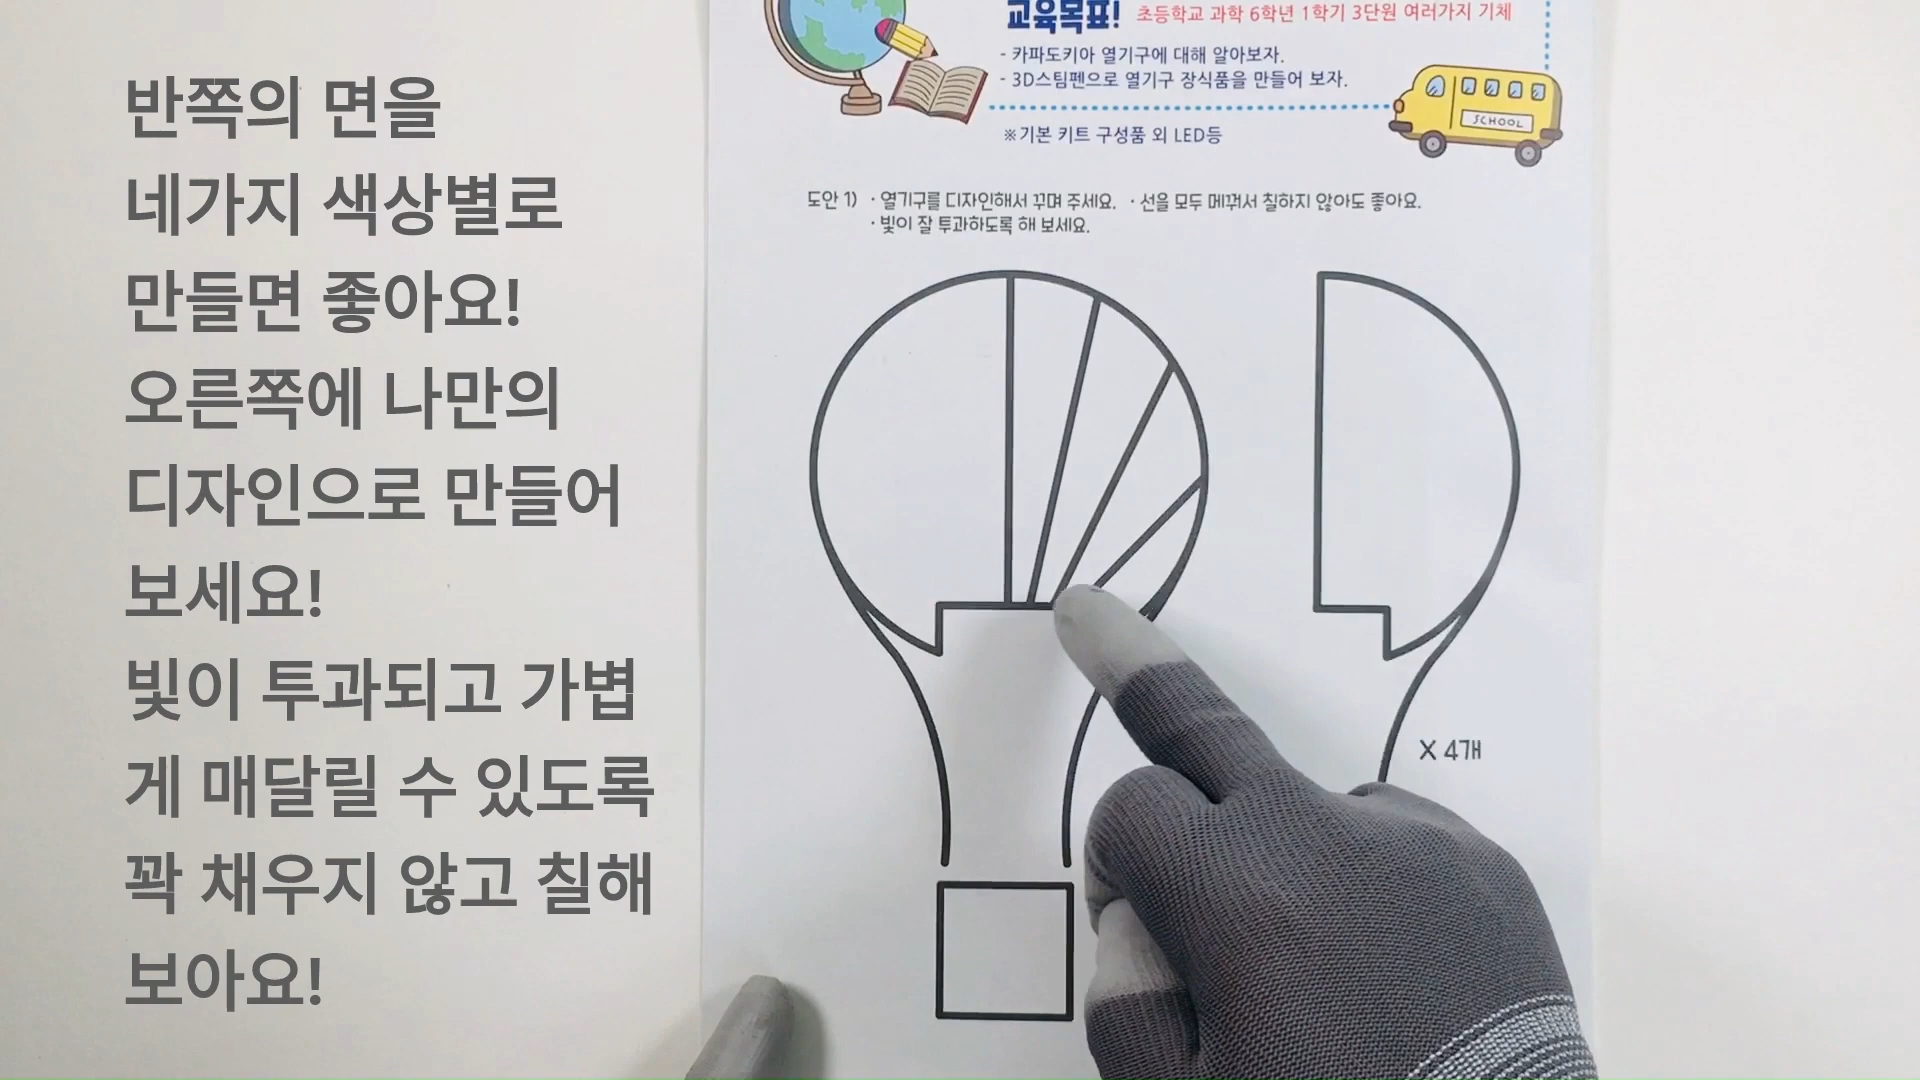 반쪽의 면을
네가지 색상별로
만들면 좋아요!
오른쪽에 나만의
디자인으로 만들어
보세요!
빛이 투과되고 가볍
게 매달릴 수 있도록
꽉 채우지 않고 칠해
보아요!
교육목표! 초등학교 과학 6학년 1학기 3단원 여러가지 기체
- 카파도키아 열기구에 대해 알아보자.
- 3D스팀펜으로 열기구 장식품을 만들어 보자.
※기본 키트 구성품 외 LED등
SCHOOL
도안 1) · 열기구를 디자인해서 꾸며 주세요. · 선을 모두 메꿔서 칠하지 않아도 좋아요.
· 빛이 잘 투과하도록 해 보세요.
X 4개